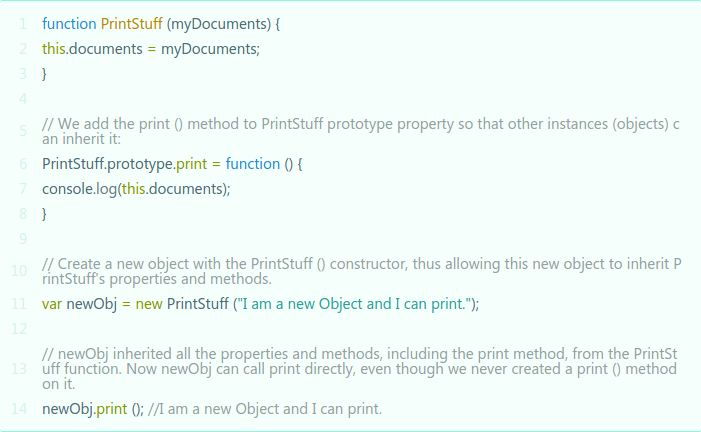 1 function PrintStuff (myDocuments) {
2 this.documents = myDocuments;
3 }
4
5 // We add the print () method to PrintStuff prototype property so that other instances (objects) c
an inherit it:
6 PrintStuff.prototype.print = function () {
7 console.log(this.documents);
8 }
9
10 // Create a new object with the PrintStuff () constructor, thus allowing this new object to inherit P
rintStuff's properties and methods.
11 var newObj = new PrintStuff ("I am a new Object and I can print.");
12
13 // newObj inherited all the properties and methods, including the print method, from the PrintSt
uff function. Now newObj can call print directly, even though we never created a print () method
on it.
14 newObj.print (); //I am a new Object and I can print.